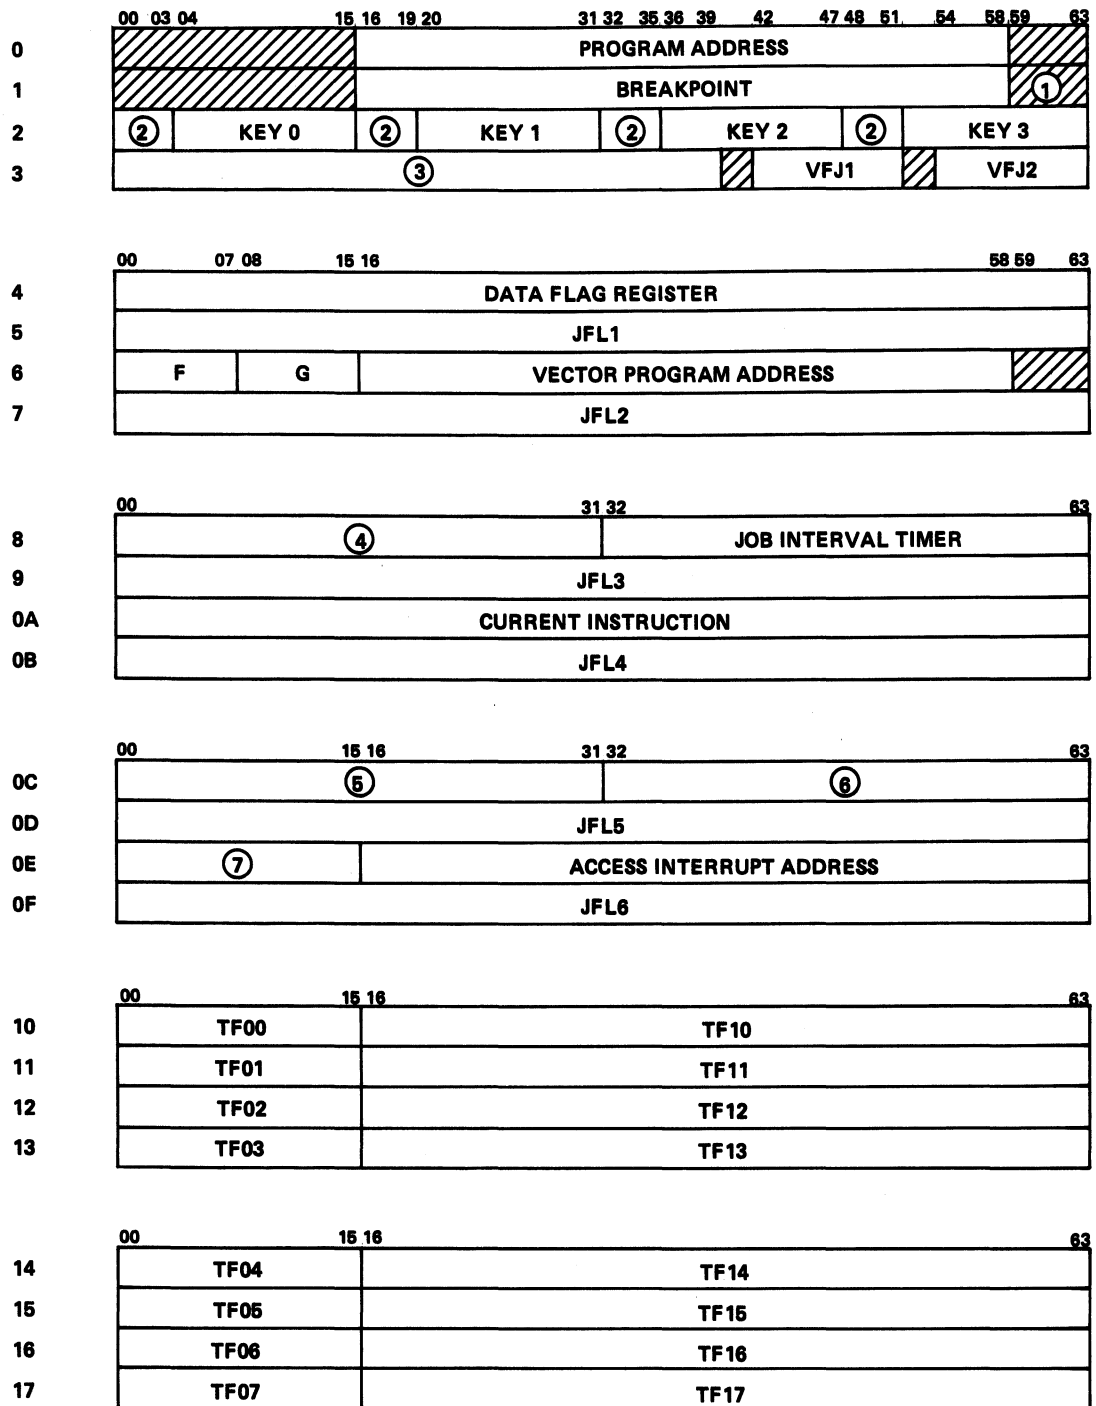 00 03 04 15 16 19 20 31 32 35 36 39 42 47 48 51 54 58 59 63
0 PROGRAM ADDRESS
1 BREAKPOINT 1
2 2 KEY 0 2 KEY 1 2 KEY 2 2 KEY 3
3 3 VFJ1 VFJ2
00 07 08 15 16 58 59 63
4 DATA FLAG REGISTER
5 JFL1
6 F G VECTOR PROGRAM ADDRESS
7 JFL2
00 31 32 63
8 4 JOB INTERVAL TIMER
9 JFL3
0A CURRENT INSTRUCTION
0B JFL4
00 15 16 31 32 63
0C 5 6
0D JFL5
0E 7 ACCESS INTERRUPT ADDRESS
0F JFL6
00 15 16 63
10 TF00 TF10
11 TF01 TF11
12 TF02 TF12
13 TF03 TF13
00 15 16 63
14 TF04 TF14
15 TF05 TF15
16 TF06 TF16
17 TF07 TF17